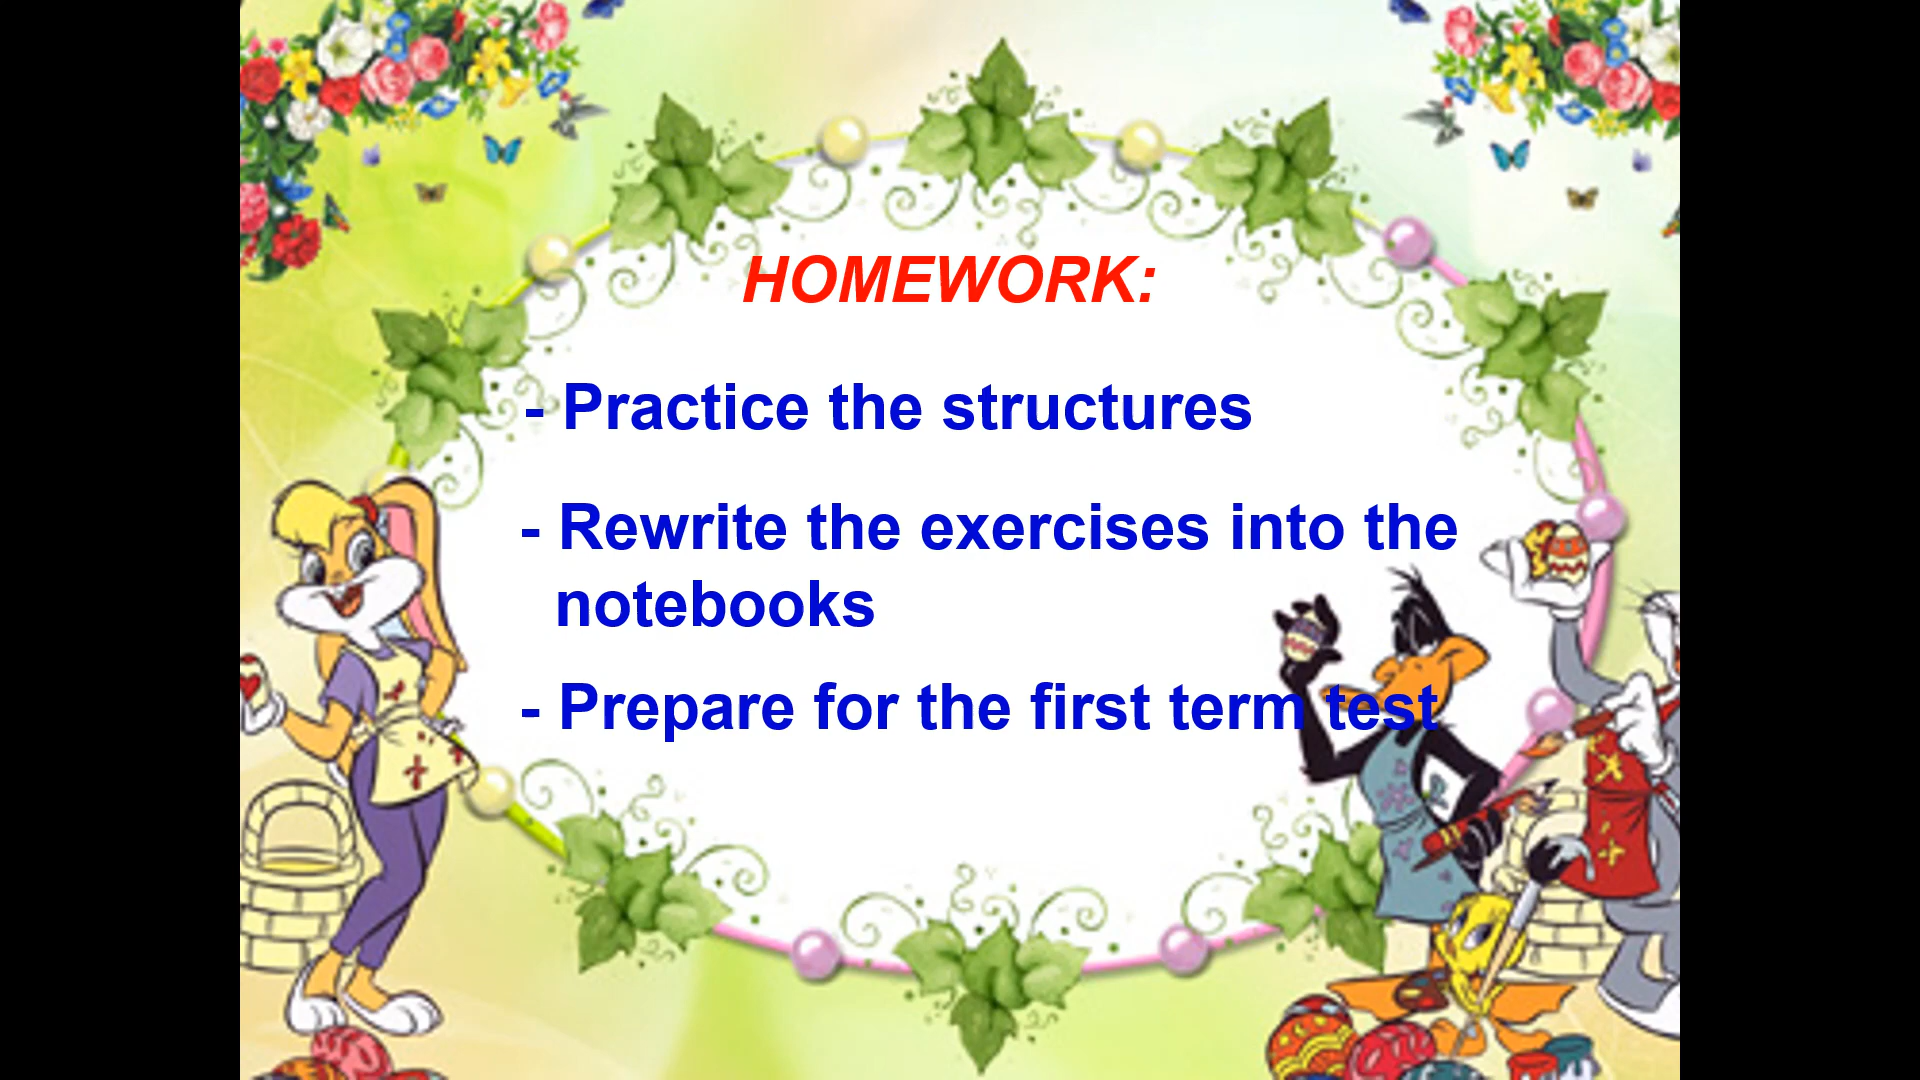 HOMEWORK:
- Practice the structures
- Rewrite the exercises into the
notebooks
- Prepare for the first term test